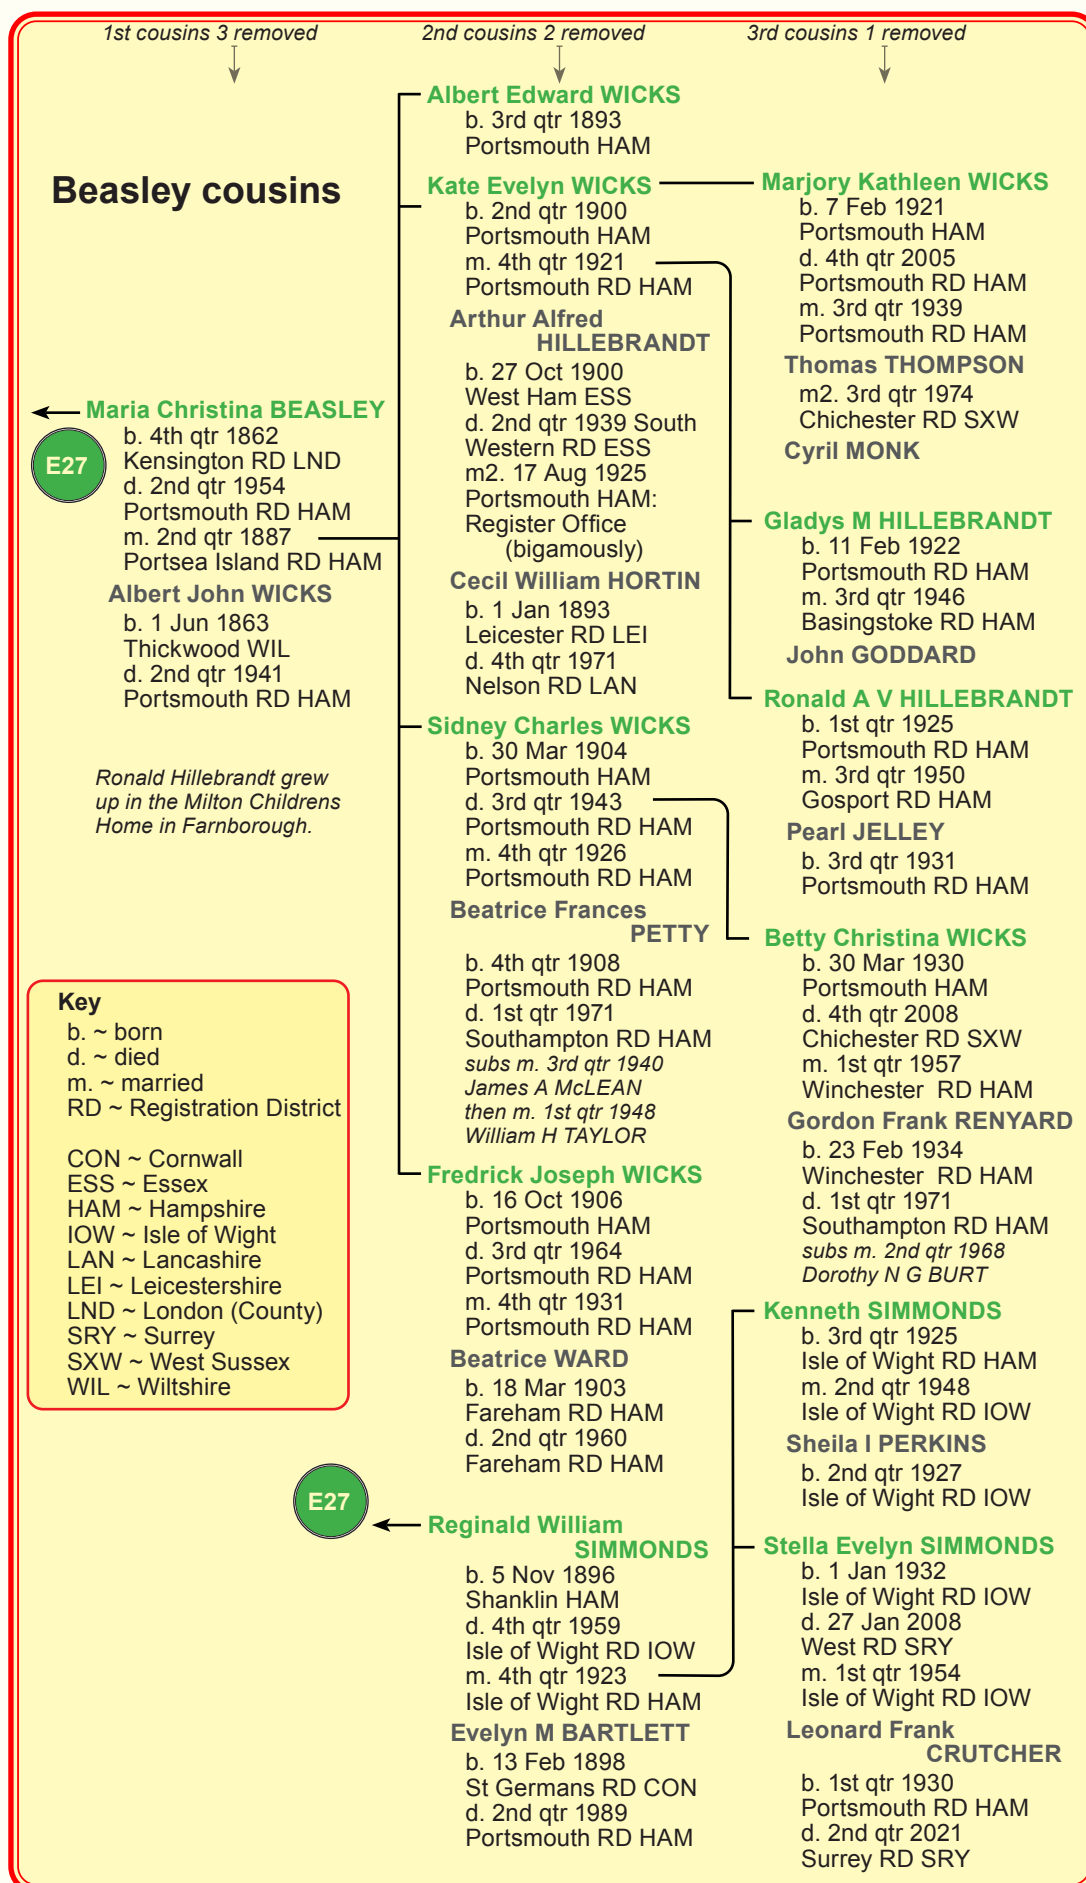 1st cousins 3 removed
2nd cousins 2 removed
3rd cousins 1 removed
Beasley cousins
E27
Maria Christina BEASLEY
b. 4th qtr 1862
Kensington RD LND
d. 2nd qtr 1954
Portsmouth RD HAM
m. 2nd qtr 1887
Portsea Island RD HAM
Albert John WICKS
b. 1 Jun 1863
Thickwood WIL
d. 2nd qtr 1941
Portsmouth RD HAM
Ronald Hillebrandt grew
up in the Milton Childrens
Home in Farnborough.
Key
b. ~ born
d. ~ died
m. ~ married
RD ~ Registration District
CON ~ Cornwall
ESS ~ Essex
HAM ~ Hampshire
IOW ~ Isle of Wight
LAN ~ Lancashire
LEI ~ Leicestershire
LND ~ London (County)
SRY ~ Surrey
SXW ~ West Sussex
WIL ~ Wiltshire
Albert Edward WICKS
b. 3rd qtr 1893
Portsmouth HAM
Kate Evelyn WICKS
b. 2nd qtr 1900
Portsmouth HAM
m. 4th qtr 1921
Portsmouth RD HAM
Arthur Alfred
HILLEBRANDT
b. 27 Oct 1900
West Ham ESS
d. 2nd qtr 1939 South
Western RD ESS
m2. 17 Aug 1925
Portsmouth HAM:
Register Office
(bigamously)
Cecil William HORTIN
b. 1 Jan 1893
Leicester RD LEI
d. 4th qtr 1971
Nelson RD LAN
Sidney Charles WICKS
b. 30 Mar 1904
Portsmouth HAM
d. 3rd qtr 1943
Portsmouth RD HAM
m. 4th qtr 1926
Portsmouth RD HAM
Beatrice Frances
PETTY
b. 4th qtr 1908
Portsmouth RD HAM
d. 1st qtr 1971
Southampton RD HAM
subs m. 3rd qtr 1940
James A McLEAN
then m. 1st qtr 1948
William H TAYLOR
Fredrick Joseph WICKS
b. 16 Oct 1906
Portsmouth HAM
d. 3rd qtr 1964
Portsmouth RD HAM
m. 4th qtr 1931
Portsmouth RD HAM
Beatrice WARD
b. 18 Mar 1903
Fareham RD HAM
d. 2nd qtr 1960
Fareham RD HAM
E27
Reginald William
SIMMONDS
b. 5 Nov 1896
Shanklin HAM
d. 4th qtr 1959
Isle of Wight RD IOW
m. 4th qtr 1923
Isle of Wight RD HAM
Evelyn M BARTLETT
b. 13 Feb 1898
St Germans RD CON
d. 2nd qtr 1989
Portsmouth RD HAM
Marjory Kathleen WICKS
b. 7 Feb 1921
Portsmouth HAM
d. 4th qtr 2005
Portsmouth RD HAM
m. 3rd qtr 1939
Portsmouth RD HAM
Thomas THOMPSON
m2. 3rd qtr 1974
Chichester RD SXW
Cyril MONK
Gladys M HILLEBRANDT
b. 11 Feb 1922
Portsmouth RD HAM
m. 3rd qtr 1946
Basingstoke RD HAM
John GODDARD
Ronald A V HILLEBRANDT
b. 1st qtr 1925
Portsmouth RD HAM
m. 3rd qtr 1950
Gosport RD HAM
Pearl JELLEY
b. 3rd qtr 1931
Portsmouth RD HAM
Betty Christina WICKS
b. 30 Mar 1930
Portsmouth HAM
d. 4th qtr 2008
Chichester RD SXW
m. 1st qtr 1957
Winchester RD HAM
Gordon Frank RENYARD
b. 23 Feb 1934
Winchester RD HAM
d. 1st qtr 1971
Southampton RD HAM
subs m. 2nd qtr 1968
Dorothy N G BURT
Kenneth SIMMONDS
b. 3rd qtr 1925
Isle of Wight RD HAM
m. 2nd qtr 1948
Isle of Wight RD IOW
Sheila I PERKINS
b. 2nd qtr 1927
Isle of Wight RD IOW
Stella Evelyn SIMMONDS
b. 1 Jan 1932
Isle of Wight RD IOW
d. 27 Jan 2008
West RD SRY
m. 1st qtr 1954
Isle of Wight RD IOW
Leonard Frank
CRUTCHER
b. 1st qtr 1930
Portsmouth RD HAM
d. 2nd qtr 2021
Surrey RD SRY